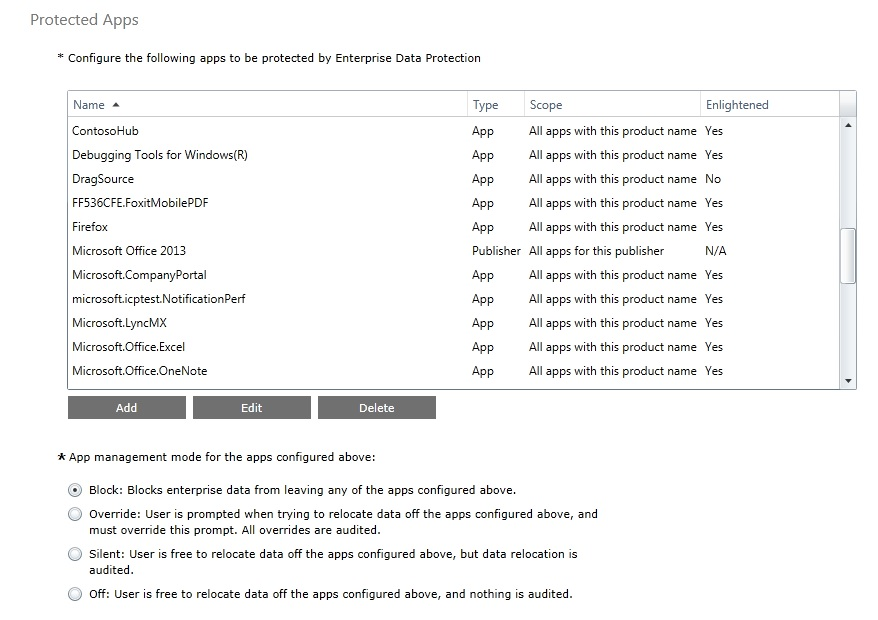 Protected Apps
* Configure the following apps to be protected by Enterprise Data Protection
Name Type Scope Enlightened
ContosoHub App All apps with this product name Yes
Debugging Tools for Windows(R) App All apps with this product name Yes
DragSource App All apps with this product name No
FF536CFE.FoxitMobilePDF App All apps with this product name Yes
Firefox App All apps with this product name Yes
Microsoft Office 2013 Publisher All apps for this publisher N/A
Microsoft.CompanyPortal App All apps with this product name Yes
microsoft.icptest.NotificationPerf App All apps with this product name Yes
Microsoft.LyncMX App All apps with this product name Yes
Microsoft.Office.Excel App All apps with this product name Yes
Microsoft.Office.OneNote App All apps with this product name Yes
Add Edit Delete
* App management mode for the apps configured above:
Block: Blocks enterprise data from leaving any of the apps configured above.
Override: User is prompted when trying to relocate data off the apps configured above, and
must override this prompt. All overrides are audited.
Silent: User is free to relocate data off the apps configured above, but data relocation is
audited.
Off: User is free to relocate data off the apps configured above, and nothing is audited.